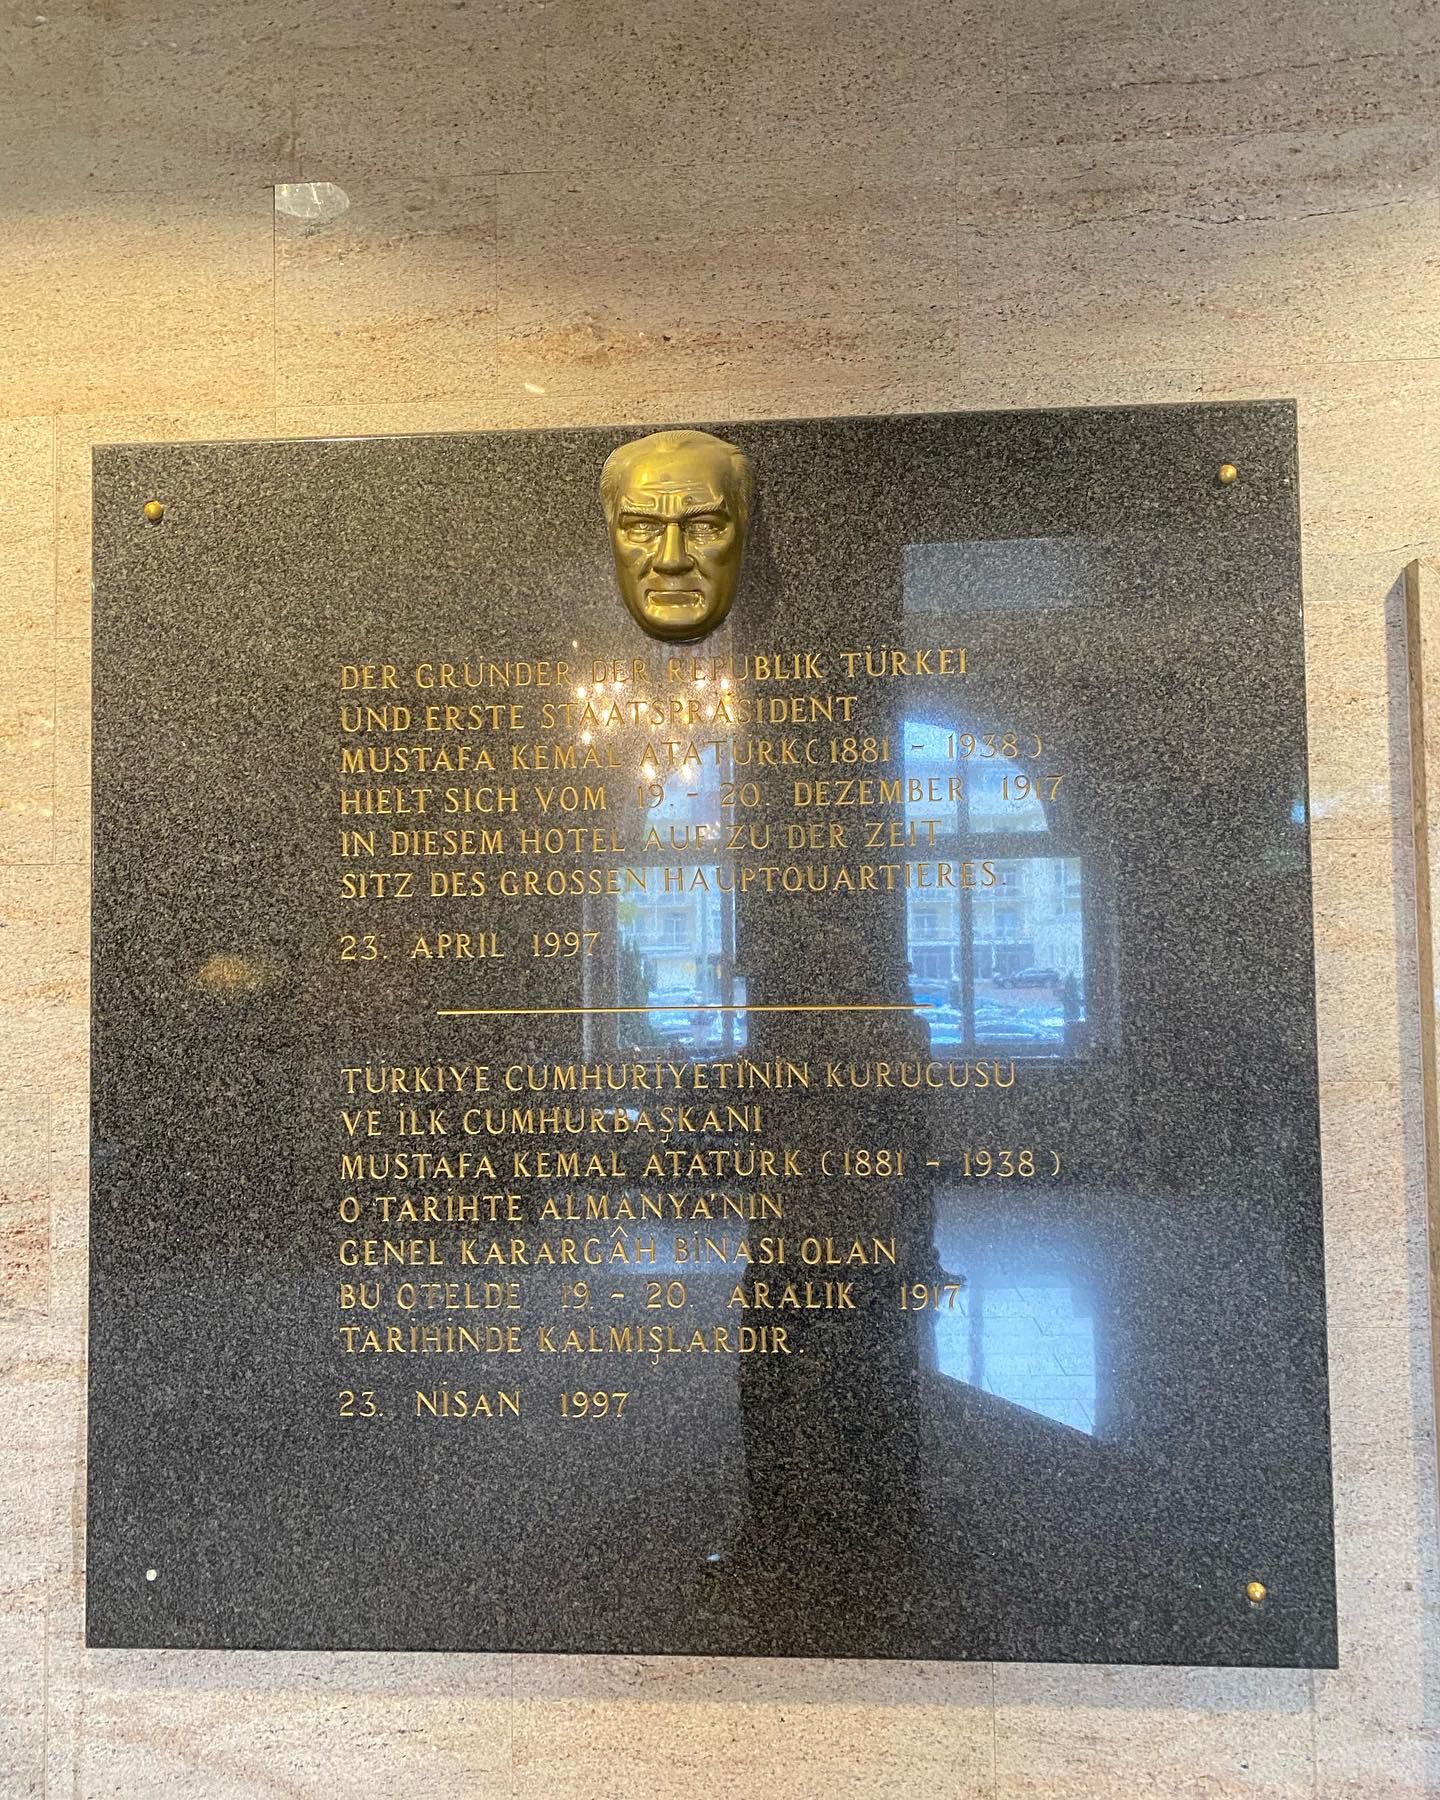 DER GRÜNDER DER REPUBLIK TÜRKEI
UND ERSTE STAATSPRÄSIDENT
MUSTAFA KEMAL ATATÜRK (1881 - 1938)
HIELT SICH VOM 19. - 20. DEZEMBER 1917
IN DIESEM HOTEL AUF, ZU DER ZEIT
SITZ DES GROSSEN HAUPTQUARTIERES.
23. APRIL 1997
TÜRKİYE CUMHURİYETİ'NİN KURUCUSU
VE İLK CUMHURBAŞKANI
MUSTAFA KEMAL ATATÜRK (1881 - 1938)
O TARİHTE ALMANYA'NIN
GENEL KARARGÂH BİNASI OLAN
BU OTELDE 19. - 20. ARALIK 1917
TARİHİNDE KALMIŞLARDIR.
23. NİSAN 1997